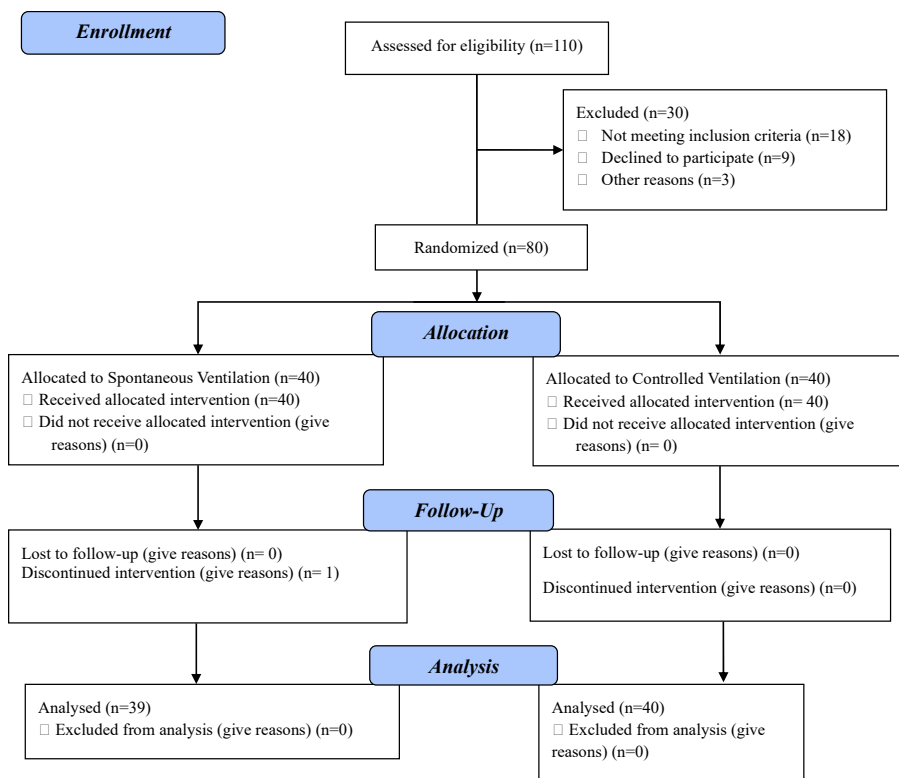 Enrollment
Assessed for eligibility (n=110)
Excluded (n=30)
Not meeting inclusion criteria (n=18)
Declined to participate (n=9)
Other reasons (n=3)
Randomized (n=80)
Allocation
Allocated to Spontaneous Ventilation (n=40)
Received allocated intervention (n=40)
Did not receive allocated intervention (give
reasons) (n=0)
Allocated to Controlled Ventilation (n=40)
Received allocated intervention (n= 40)
Did not receive allocated intervention (give
reasons) (n= 0)
Follow-Up
Lost to follow-up (give reasons) (n= 0)
Discontinued intervention (give reasons) (n= 1)
Lost to follow-up (give reasons) (n=0)
Discontinued intervention (give reasons) (n=0)
Analysis
Analysed (n=39)
Excluded from analysis (give reasons) (n=0)
Analysed (n=40)
Excluded from analysis (give
reasons) (n=0)